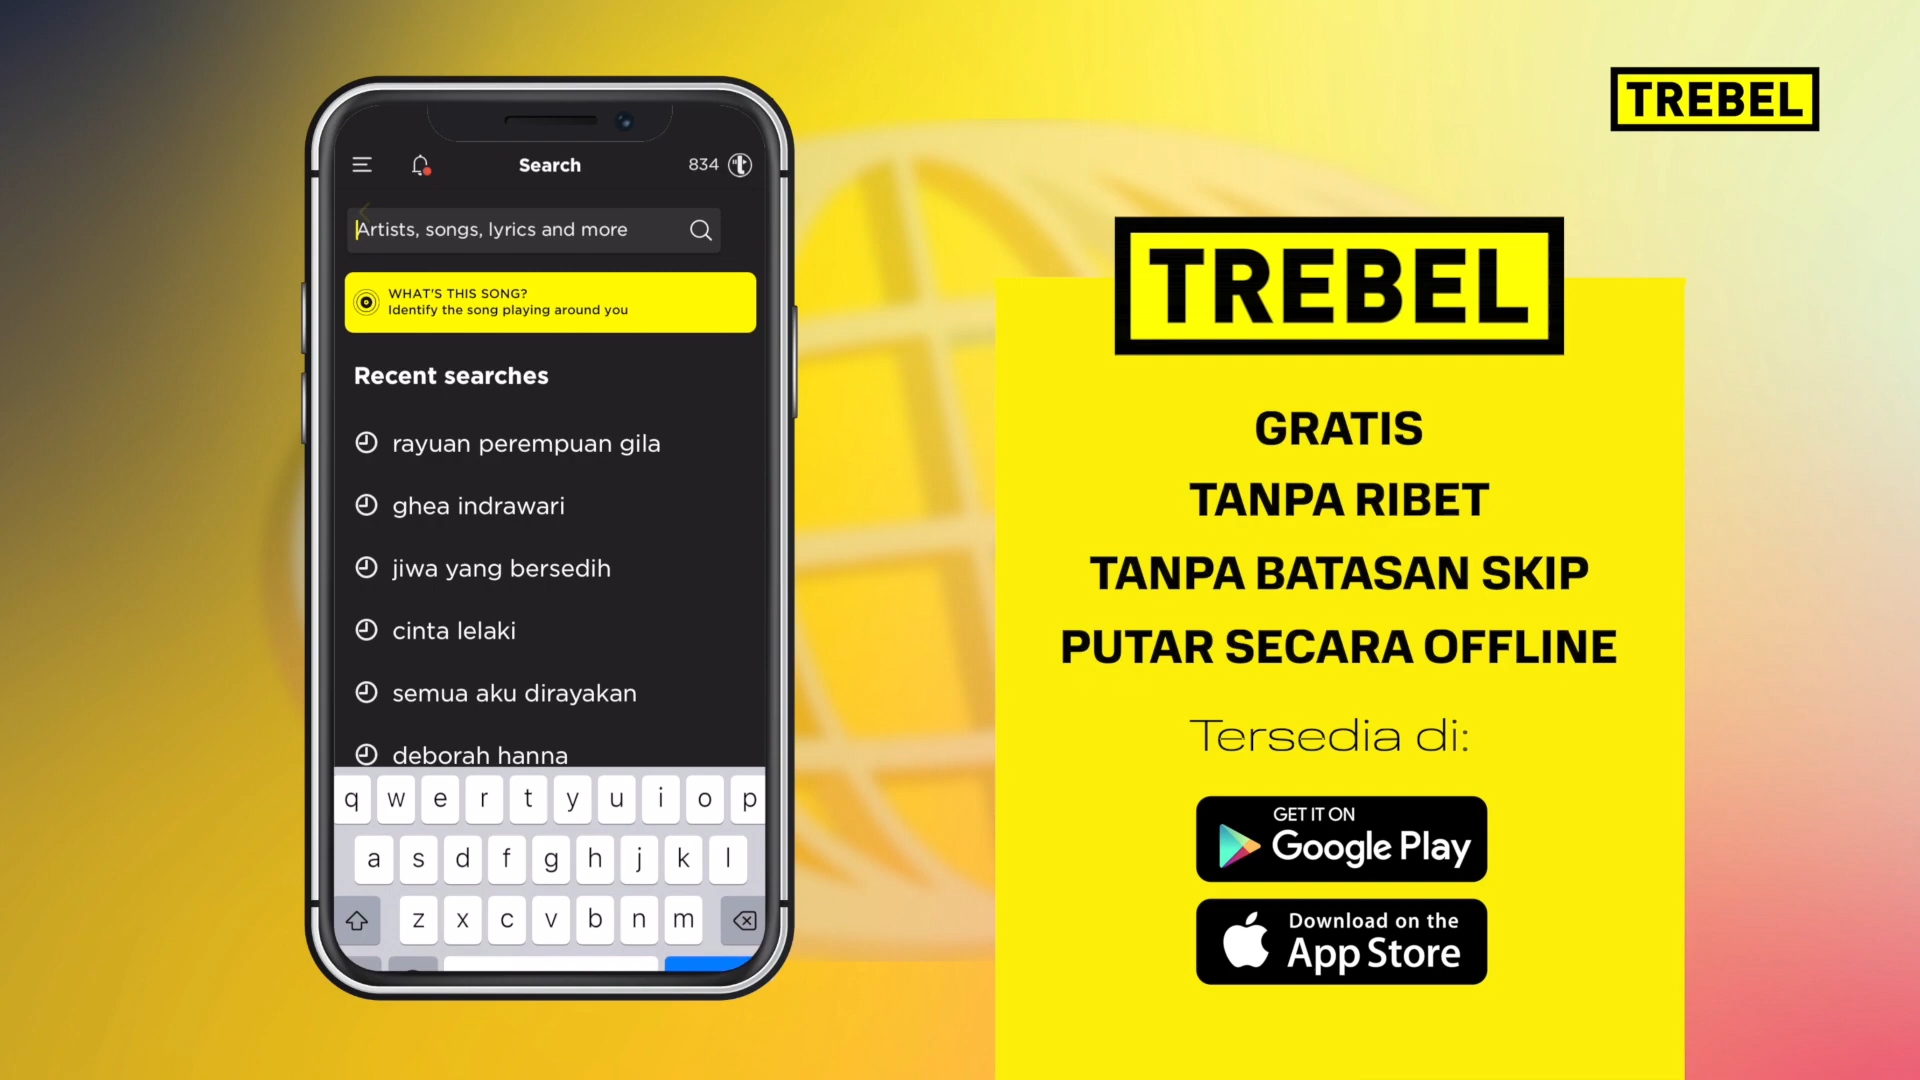 Search
834
Artists, songs, lyrics and more
WHAT'S THIS SONG?
Identify the song playing around you
Recent searches
rayuan perempuan gila
ghea indrawari
jiwa yang bersedih
cinta lelaki
semua aku dirayakan
deborah hanna
q w e r t y u i o p
a s d f g h j k l
z x c v b n m
TREBEL
TREBEL
GRATIS
TANPA RIBET
TANPA BATASAN SKIP
PUTAR SECARA OFFLINE
Tersedia di:
GET IT ON
Google Play
Download on the
App Store